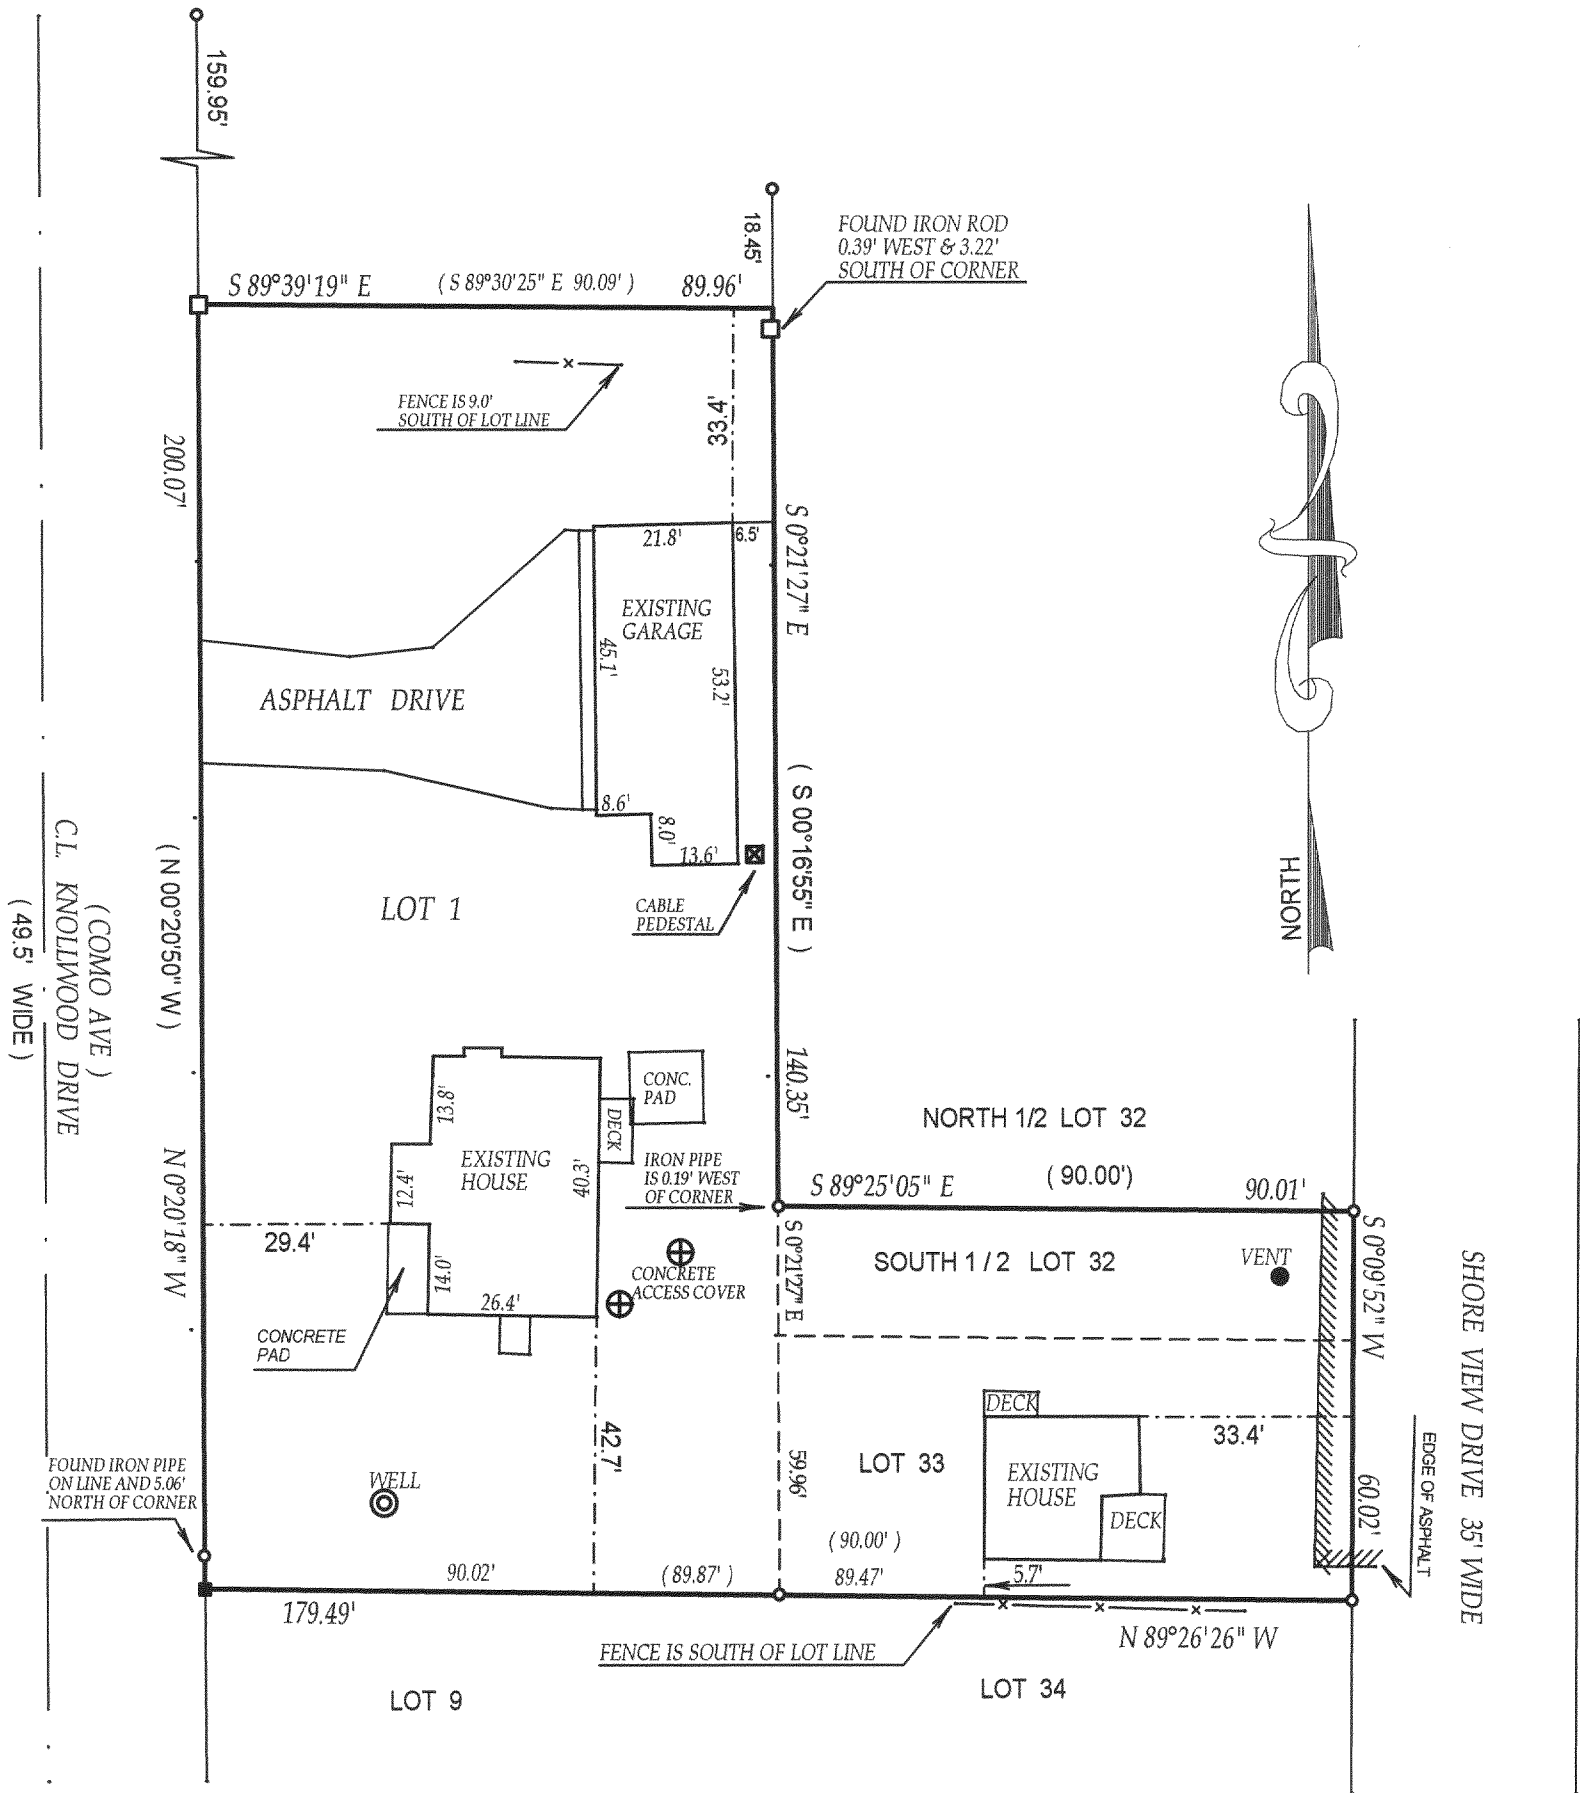 159.95'
18.45'
FOUND IRON ROD
0.39' WEST & 3.22'
SOUTH OF CORNER
S 89°39'19" E
( S 89°30'25" E 90.09' )
89.96'
FENCE IS 9.0'
SOUTH OF LOT LINE
33.4'
200.07'
S 0°21'27" E
21.8'
6.5'
EXISTING
GARAGE
45.1'
53.2'
ASPHALT DRIVE
8.6'
8.0'
13.6'
( S 00°16'55" E )
CABLE
PEDESTAL
LOT 1
NORTH
( N 00°20'50" W )
( COMO AVE )
C.L. KNOLLWOOD DRIVE
( 49.5' WIDE )
140.35'
CONC.
PAD
DECK
13.8'
EXISTING
HOUSE
40.3'
12.4'
14.0'
26.4'
IRON PIPE
IS 0.19' WEST
OF CORNER
NORTH 1/2 LOT 32
( 90.00')
S 89°25'05" E
90.01'
N 0°20'18" W
29.4'
CONCRETE
ACCESS COVER
S 0°21'27" E
SOUTH 1 / 2 LOT 32
VENT
S 0°09'52" W
SHORE VIEW DRIVE 35' WIDE
CONCRETE
PAD
42.7'
DECK
33.4'
EXISTING
HOUSE
DECK
LOT 33
59.96'
60.02'
EDGE OF ASPHALT
WELL
FOUND IRON PIPE
ON LINE AND 5.06'
NORTH OF CORNER
90.02'
( 89.87' )
( 90.00' )
89.47'
5.7'
179.49'
FENCE IS SOUTH OF LOT LINE
N 89°26'26" W
LOT 9
LOT 34